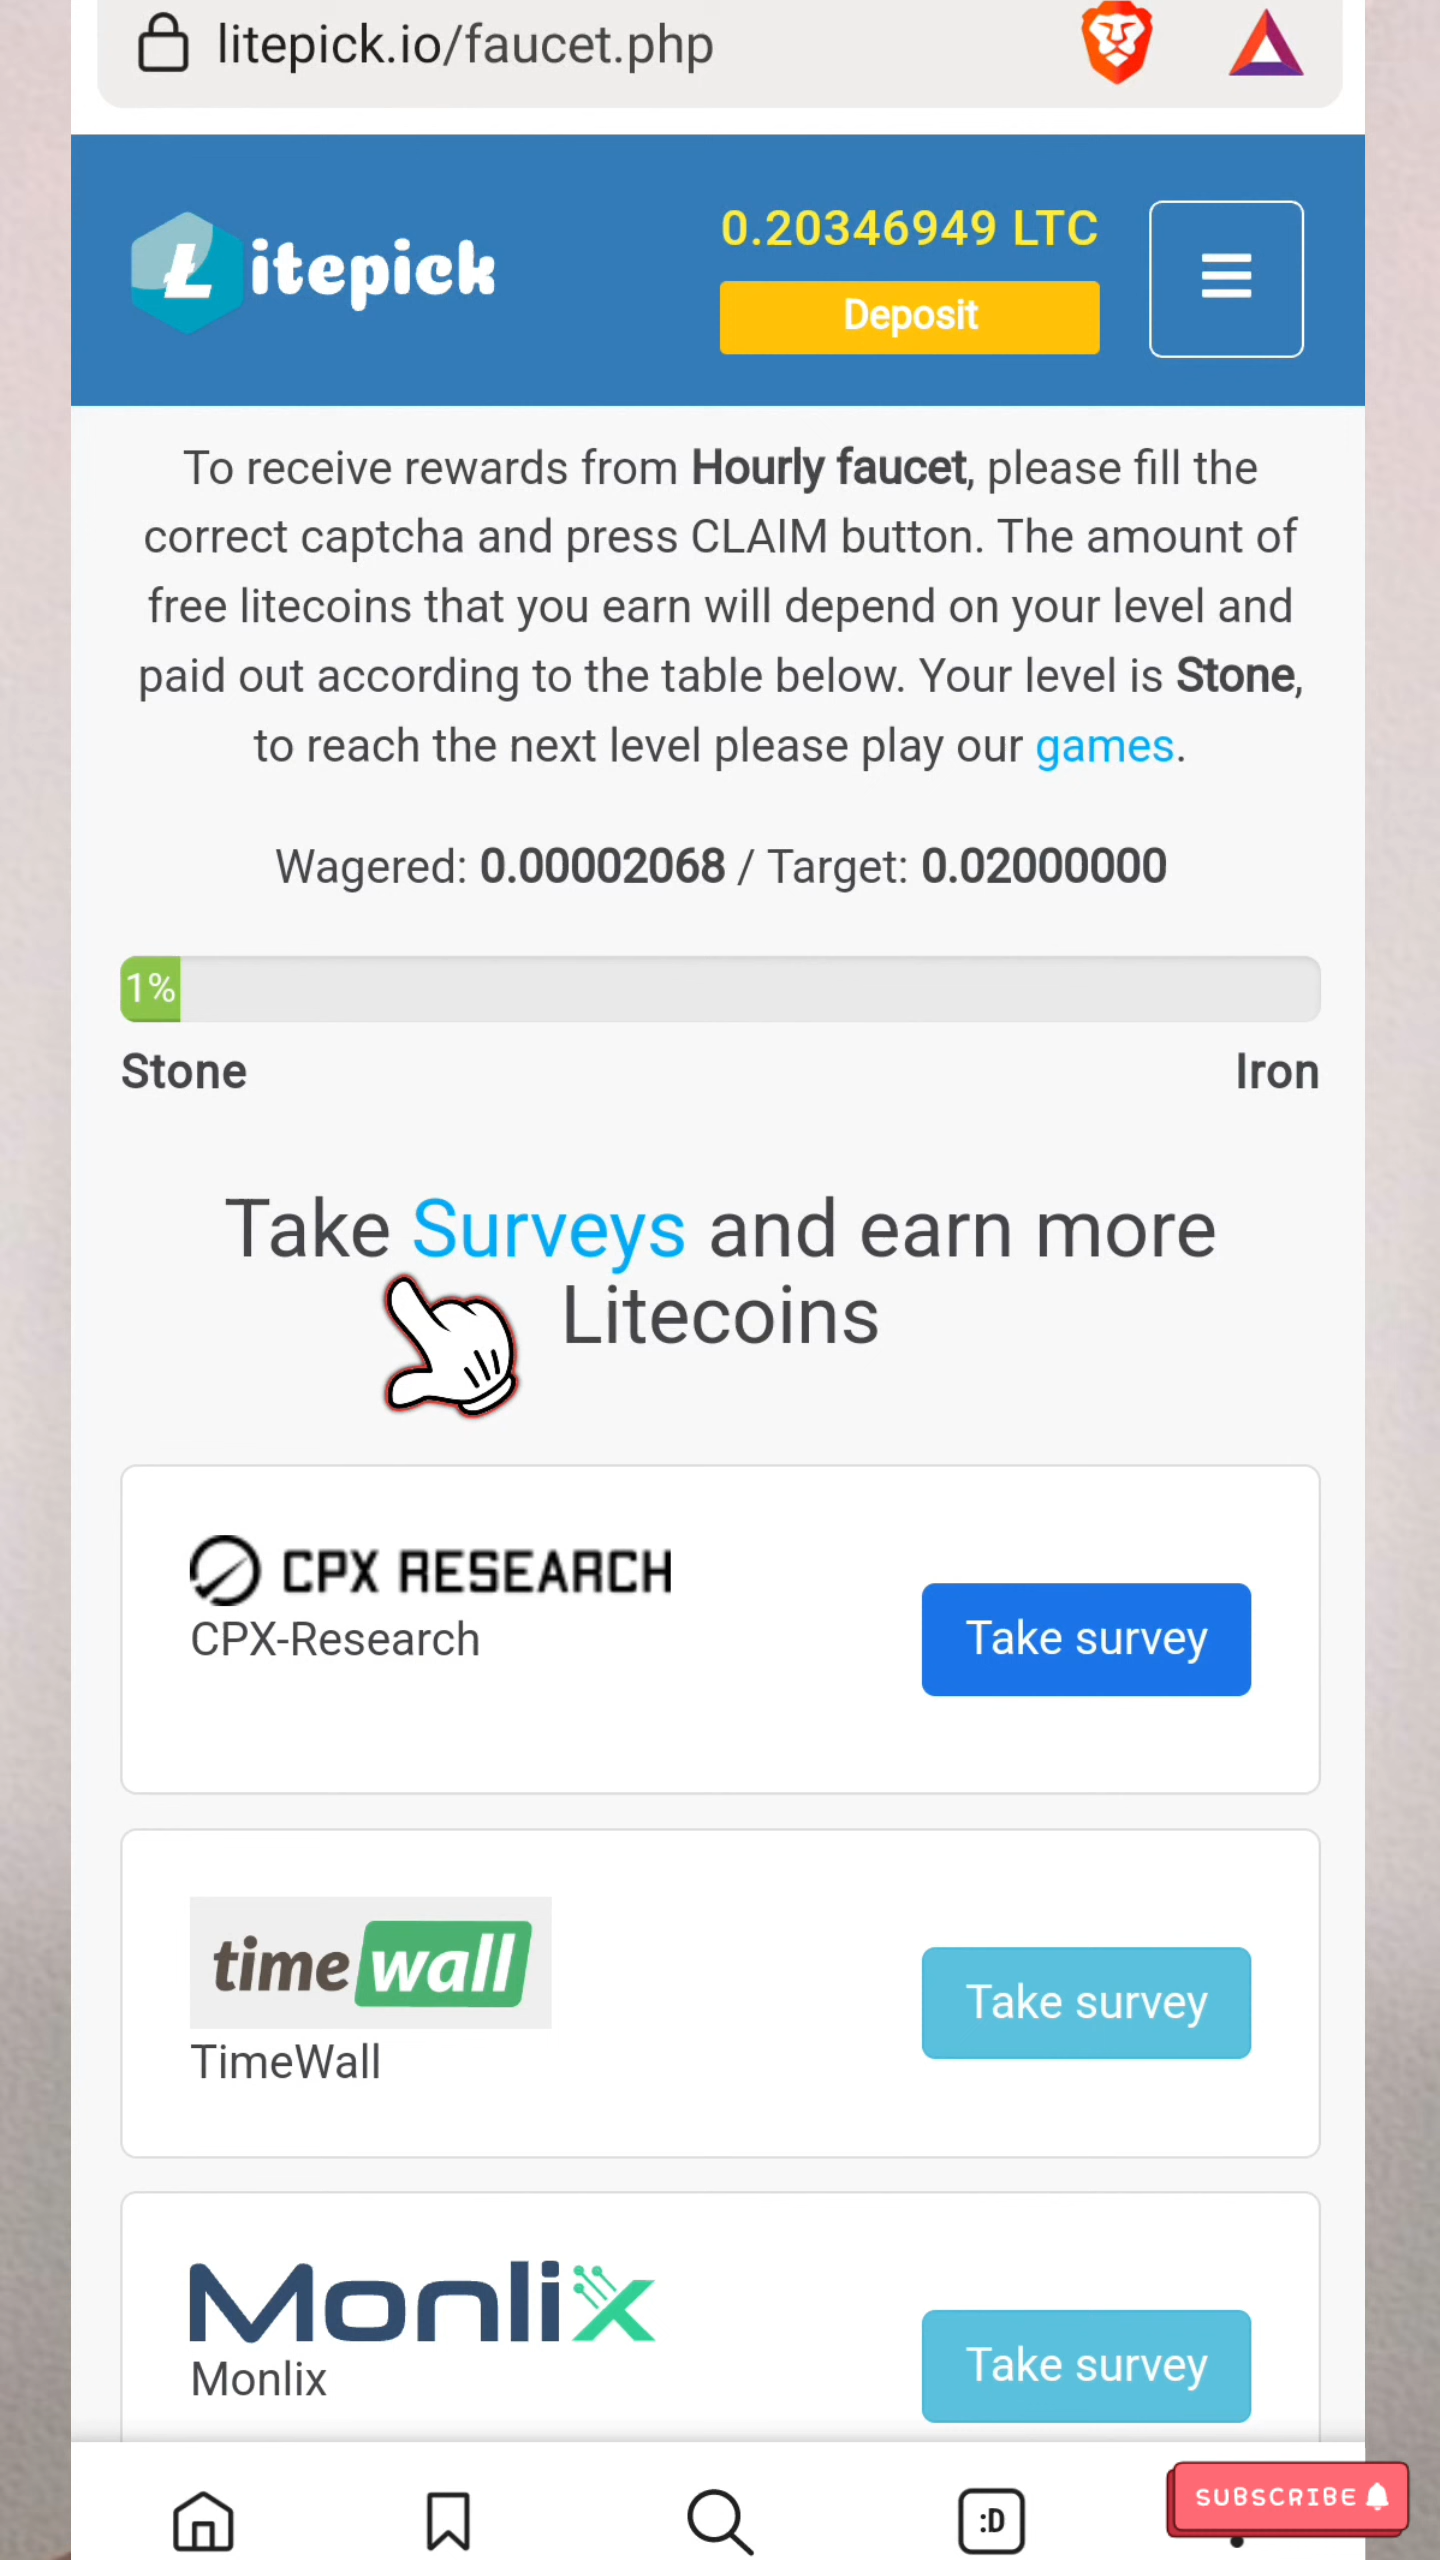 litepick.io/faucet.php
Litepick
0.20346949 LTC
Deposit
To receive rewards from Hourly faucet, please fill the
correct captcha and press CLAIM button. The amount of
free litecoins that you earn will depend on your level and
paid out according to the table below. Your level is Stone,
to reach the next level please play our games.
Wagered: 0.00002068 / Target: 0.02000000
1%
Stone
Iron
Take Surveys and earn more
Litecoins
CPX RESEARCH
CPX-Research
Take survey
time wall
TimeWall
Take survey
Monlix
Monlix
Take survey
:D
SUBSCRIBE